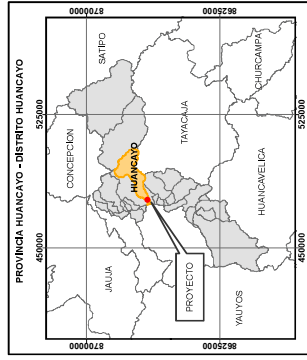 PROVINCIA HUANCAYO - DISTRITO HUANCAYO
450000
525000
8700000
8625000
JAUJA
CONCEPCION
SATIPO
HUANCAYO
PROYECTO
TAYACAJA
YAUYOS
HUANCAVELICA
CHURCAMPA
8700000
8625000
450000
525000